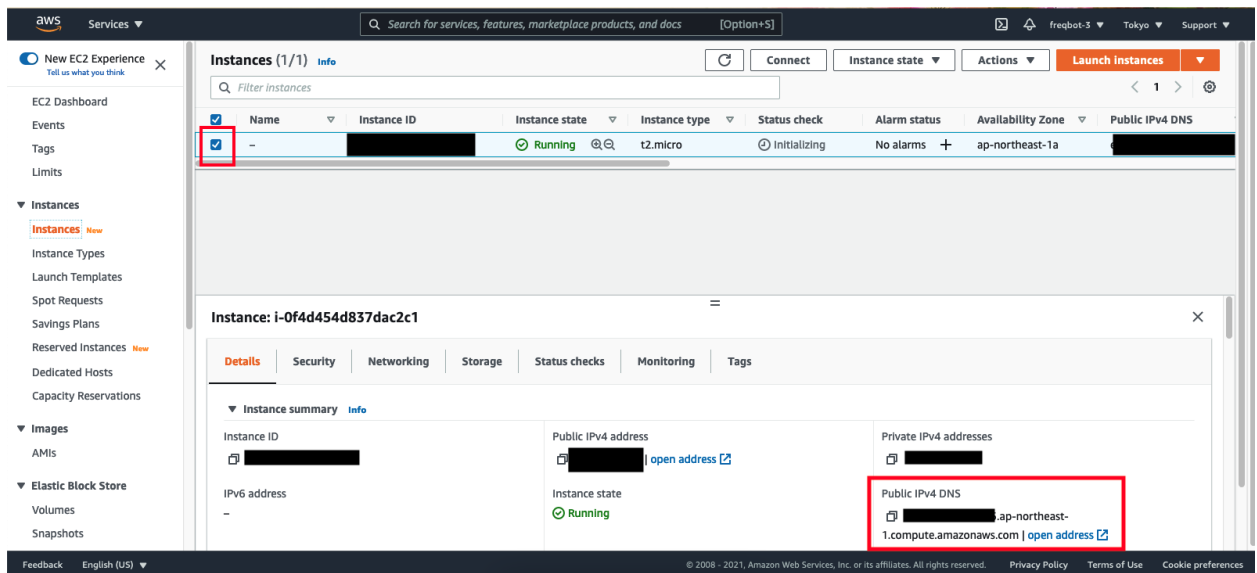 aws Services ▼ Search for services, features, marketplace products, and docs [Option+S] freqbot-3 ▼ Tokyo ▼ Support ▼
New EC2 Experience
Tell us what you think
EC2 Dashboard
Events
Tags
Limits
▼ Instances
Instances New
Instance Types
Launch Templates
Spot Requests
Savings Plans
Reserved Instances New
Dedicated Hosts
Capacity Reservations
▼ Images
AMIs
▼ Elastic Block Store
Volumes
Snapshots
Instances (1/1) Info Connect Instance state ▼ Actions ▼ Launch instances ▼
Filter instances < 1 >
Name Instance ID Instance state Instance type Status check Alarm status Availability Zone Public IPv4 DNS
– Running t2.micro Initializing No alarms + ap-northeast-1a
Instance: i-0f4d454d837dac2c1
Details Security Networking Storage Status checks Monitoring Tags
▼ Instance summary Info
Instance ID Public IPv4 address Private IPv4 addresses
| open address
IPv6 address Instance state Public IPv4 DNS
– Running .ap-northeast-
1.compute.amazonaws.com | open address
Feedback English (US) ▼ © 2008 - 2021, Amazon Web Services, Inc. or its affiliates. All rights reserved. Privacy Policy Terms of Use Cookie preferences